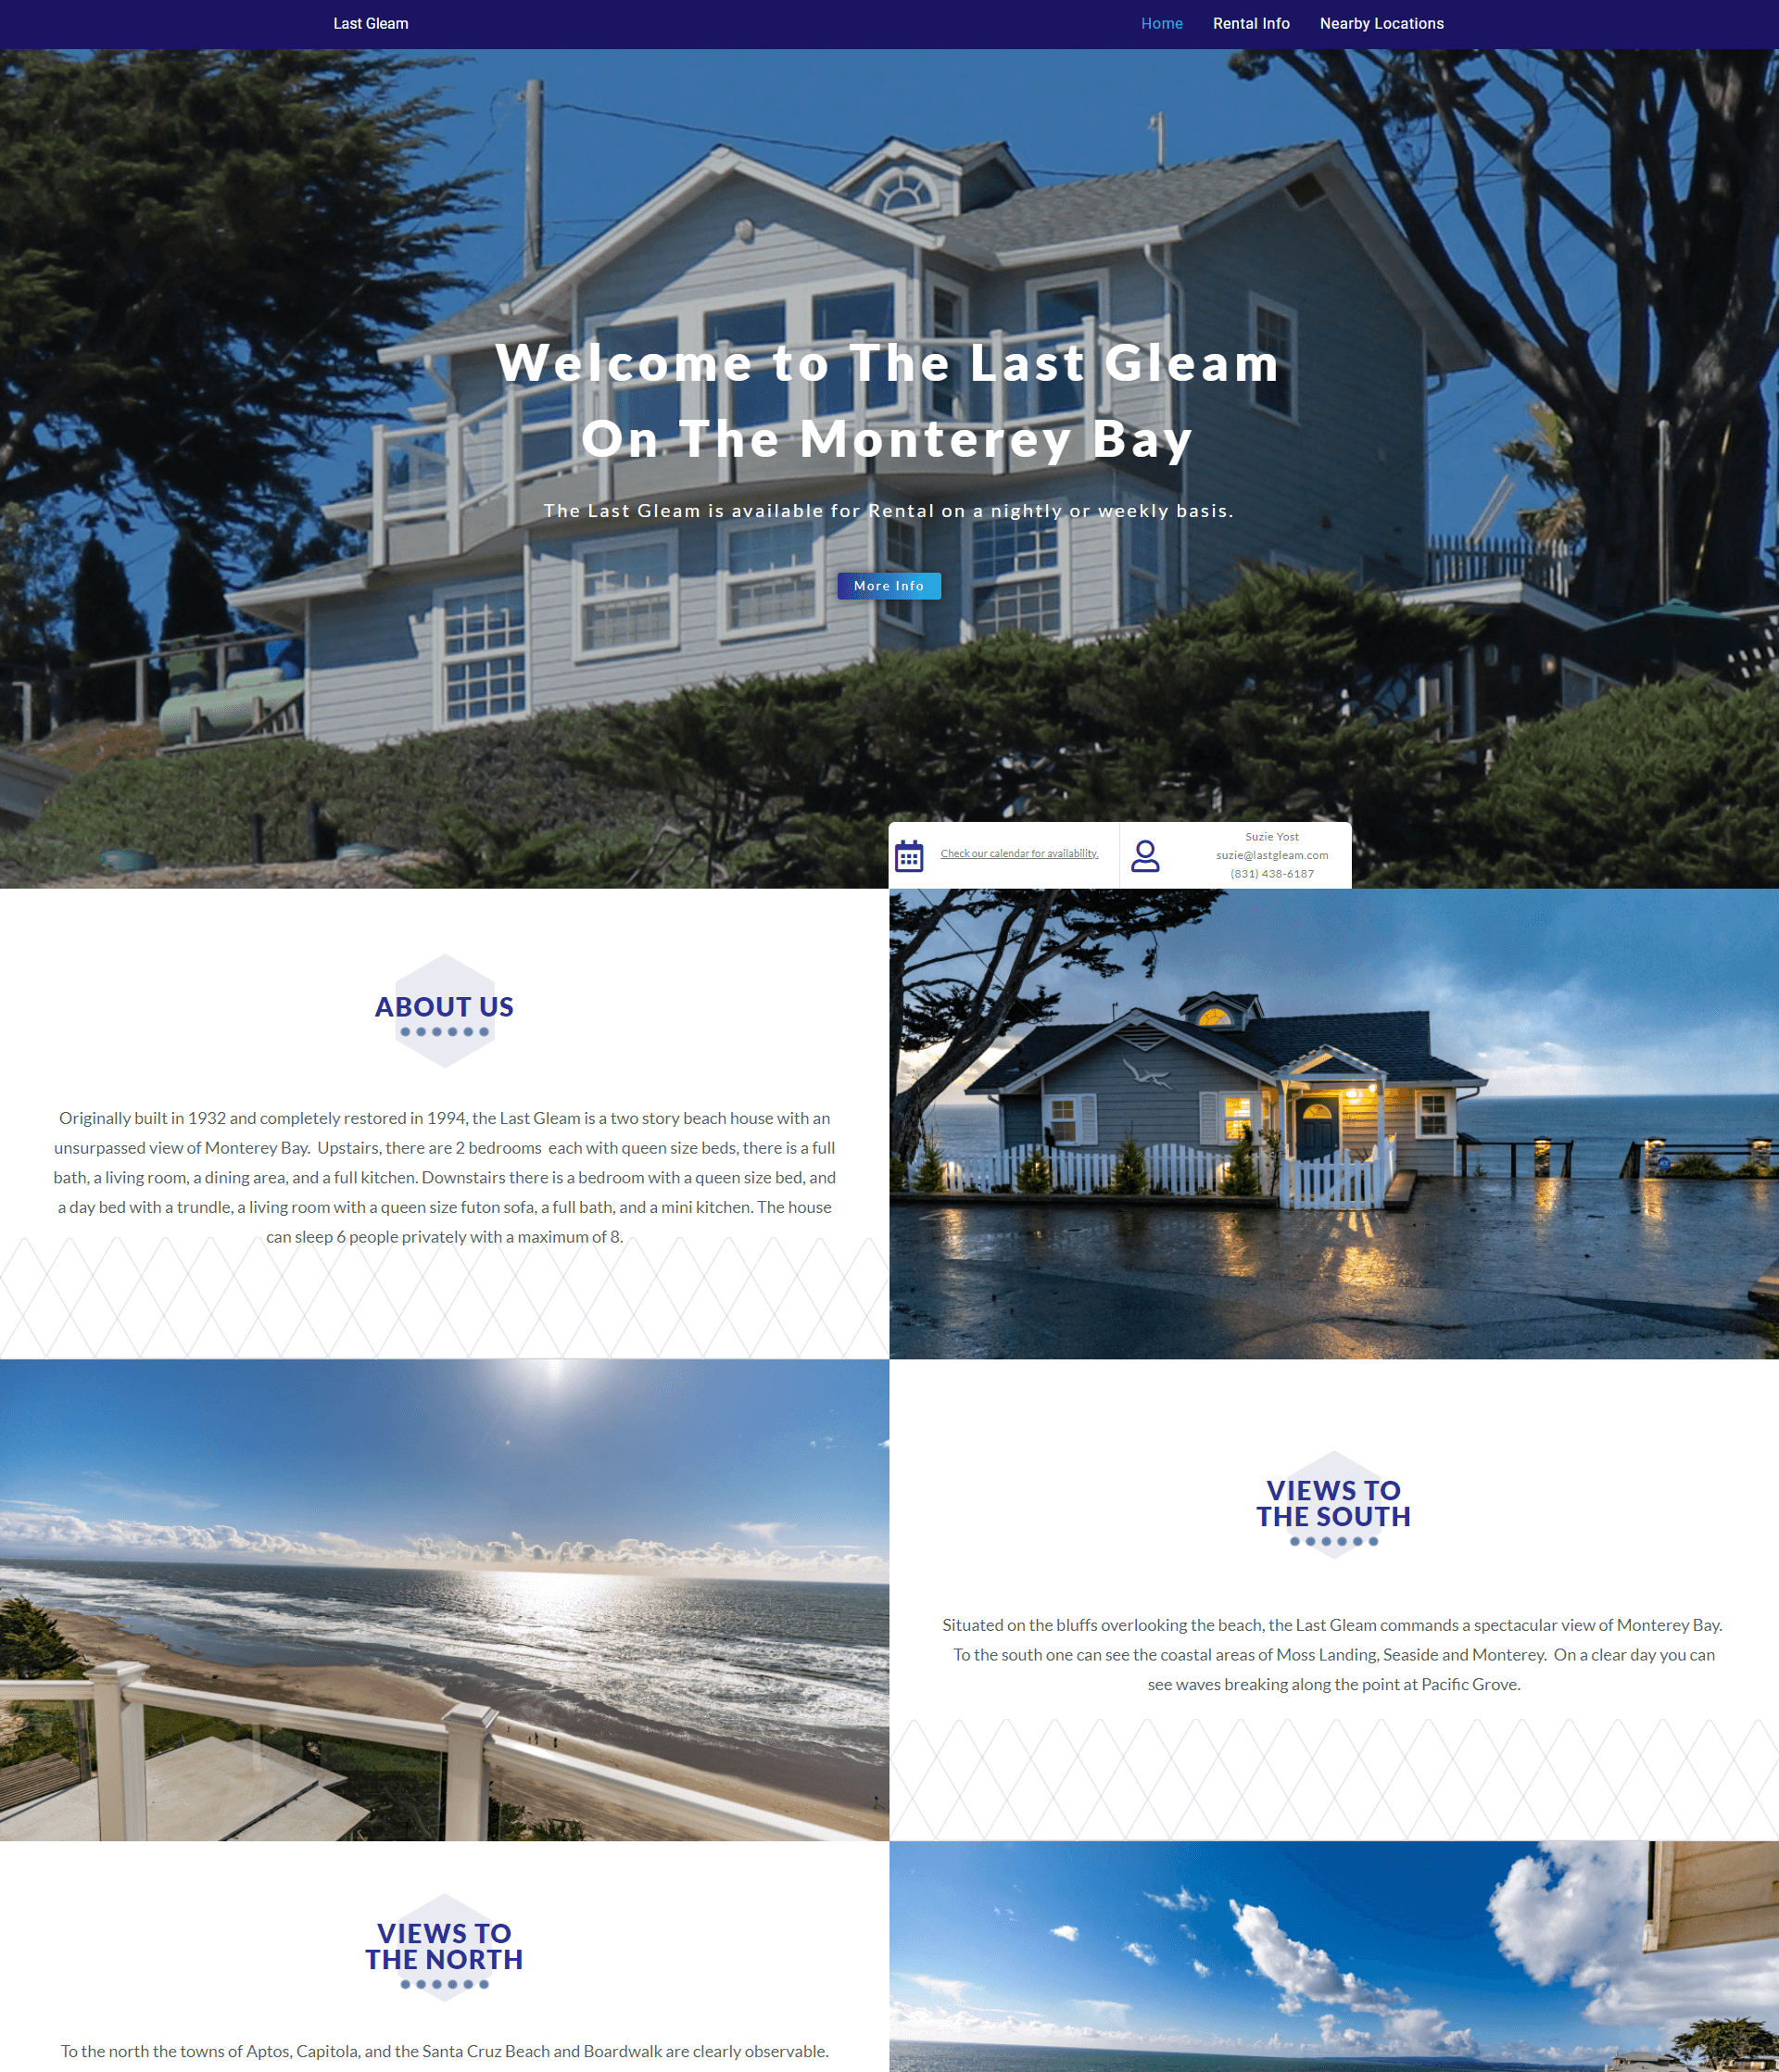 Last Gleam
Home
Rental Info
Nearby Locations
Welcome to The Last Gleam
On The Monterey Bay
The Last Gleam is available for Rental on a nightly or weekly basis.
More Info
Check our calendar for availability.
Suzie Yost
suzie@lastgleam.com
(831) 438-6187
ABOUT US
Originally built in 1932 and completely restored in 1994, the Last Gleam is a two story beach house with an
unsurpassed view of Monterey Bay.  Upstairs, there are 2 bedrooms  each with queen size beds, there is a full
bath, a living room, a dining area, and a full kitchen. Downstairs there is a bedroom with a queen size bed, and
a day bed with a trundle, a living room with a queen size futon sofa, a full bath, and a mini kitchen. The house
can sleep 6 people privately with a maximum of 8.
VIEWS TO
THE SOUTH
Situated on the bluffs overlooking the beach, the Last Gleam commands a spectacular view of Monterey Bay.
To the south one can see the coastal areas of Moss Landing, Seaside and Monterey.  On a clear day you can
see waves breaking along the point at Pacific Grove.
VIEWS TO
THE NORTH
To the north the towns of Aptos, Capitola, and the Santa Cruz Beach and Boardwalk are clearly observable.